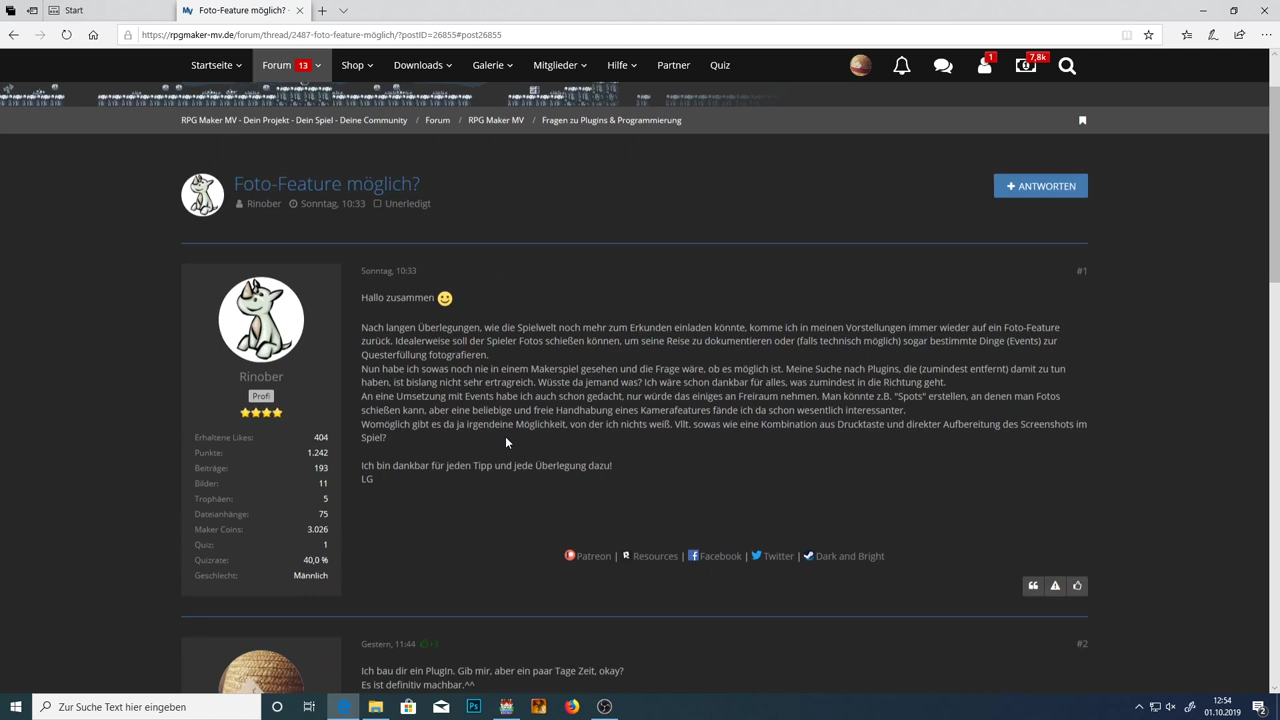 Start
Foto-Feature möglich? -
https://rpgmaker-mv.de/forum/thread/2487-foto-feature-möglich/?postID=26855#post26855
Startseite
Forum 13
Shop
Downloads
Galerie
Mitglieder
Hilfe
Partner
Quiz
1
7,8k
RPG Maker MV - Dein Projekt - Dein Spiel - Deine Community / Forum / RPG Maker MV / Fragen zu Plugins & Programmierung
Foto-Feature möglich?
Rinober Sonntag, 10:33 Unerledigt
+ ANTWORTEN
Sonntag, 10:33
#1
Hallo zusammen
Nach langen Überlegungen, wie die Spielwelt noch mehr zum Erkunden einladen könnte, komme ich in meinen Vorstellungen immer wieder auf ein Foto-Feature
zurück. Idealerweise soll der Spieler Fotos schießen können, um seine Reise zu dokumentieren oder (falls technisch möglich) sogar bestimmte Dinge (Events) zur
Questerfüllung fotografieren.
Nun habe ich sowas noch nie in einem Makerspiel gesehen und die Frage wäre, ob es möglich ist. Meine Suche nach Plugins, die (zumindest entfernt) damit zu tun
haben, ist bislang nicht sehr ertragreich. Wüsste da jemand was? Ich wäre schon dankbar für alles, was zumindest in die Richtung geht.
An eine Umsetzung mit Events habe ich auch schon gedacht, nur würde das einiges an Freiraum nehmen. Man könnte z.B. "Spots" erstellen, an denen man Fotos
schießen kann, aber eine beliebige und freie Handhabung eines Kamerafeatures fände ich da schon wesentlich interessanter.
Womöglich gibt es da ja irgendeine Möglichkeit, von der ich nichts weiß. Vllt. sowas wie eine Kombination aus Drucktaste und direkter Aufbereitung des Screenshots im
Spiel?
Ich bin dankbar für jeden Tipp und jede Überlegung dazu!
LG
Rinober
Profi
Erhaltene Likes: 404
Punkte: 1.242
Beiträge: 193
Bilder: 11
Trophäen: 5
Dateianhänge: 75
Maker Coins: 3.026
Quiz: 1
Quizrate: 40,0 %
Geschlecht: Männlich
Patreon | Resources | Facebook | Twitter | Dark and Bright
Gestern, 11:44 +3
#2
Ich bau dir ein PlugIn. Gib mir, aber ein paar Tage Zeit, okay?
Es ist definitiv machbar.^^
Zur Suche Text hier eingeben
Ps
12:54
01.10.2019
2